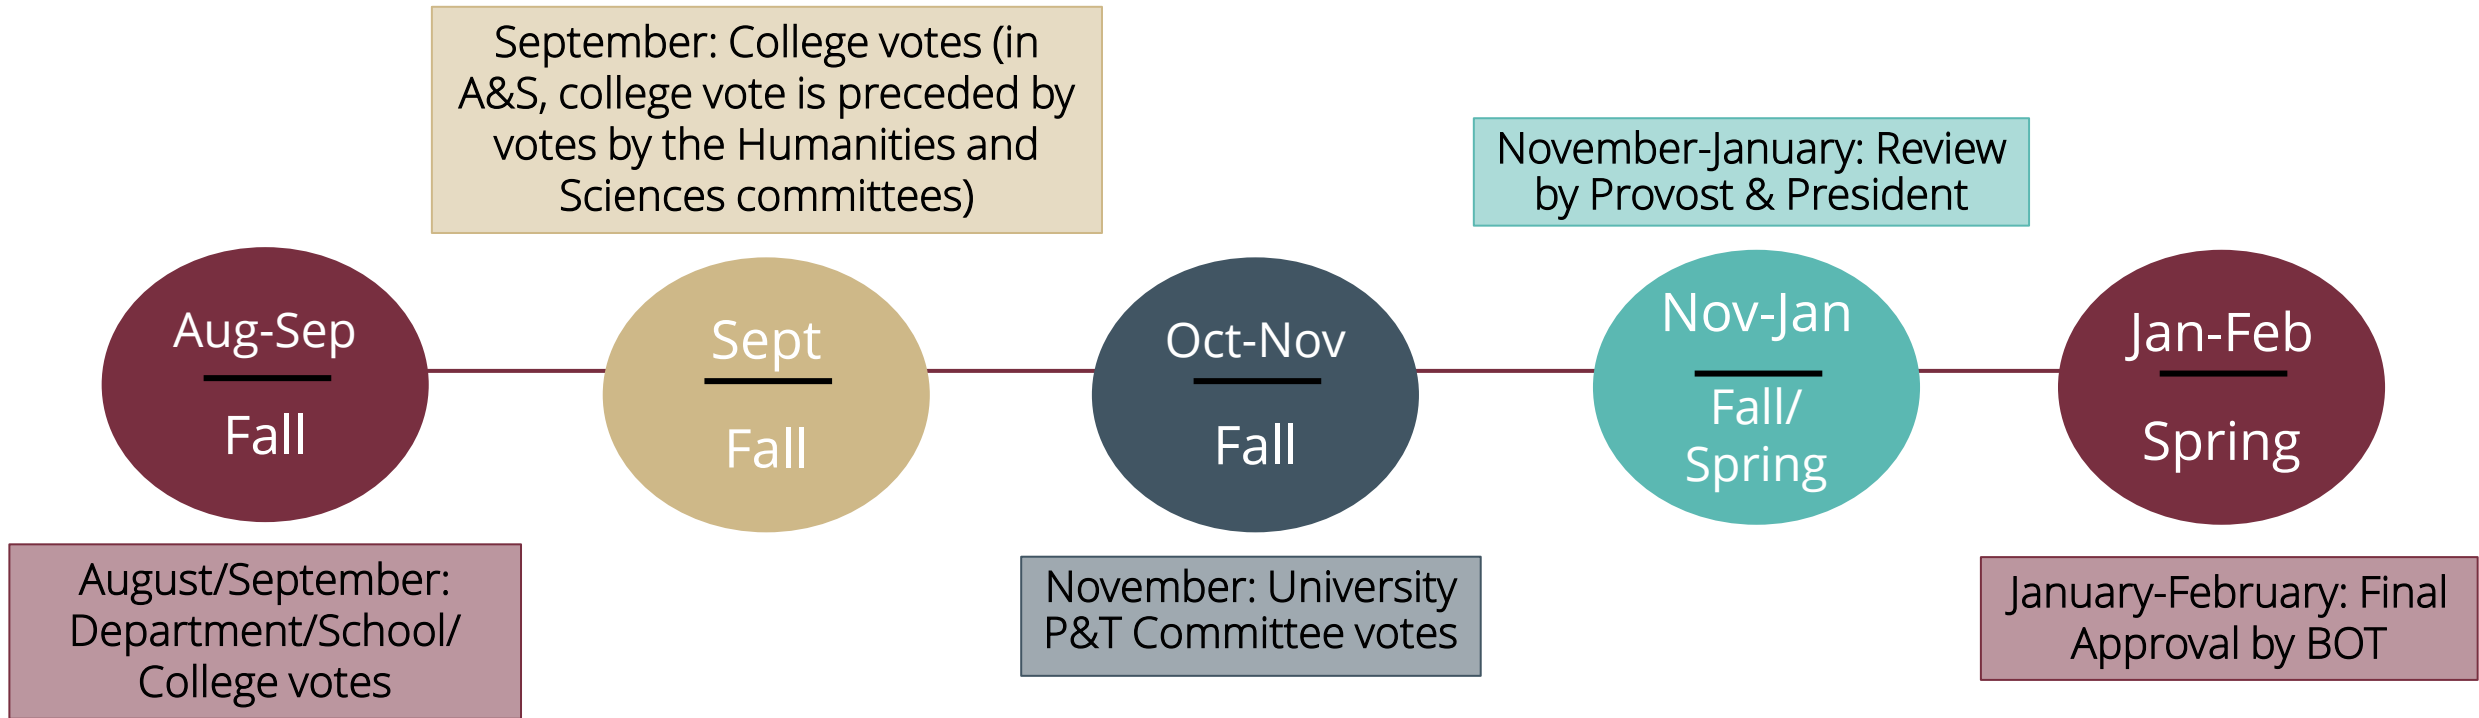 September: College votes (in
A&S, college vote is preceded by
votes by the Humanities and
Sciences committees)
November-January: Review
by Provost & President
Aug-Sep
Fall
Sept
Fall
Oct-Nov
Fall
Nov-Jan
Fall/
Spring
Jan-Feb
Spring
August/September:
Department/School/
College votes
November: University
P&T Committee votes
January-February: Final
Approval by BOT